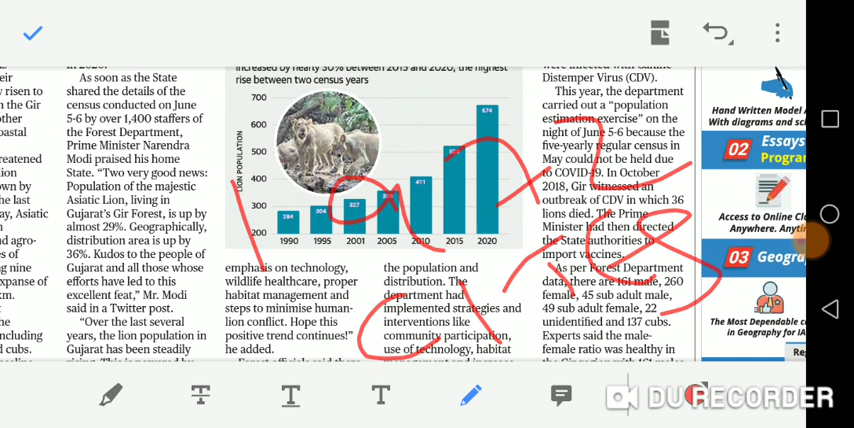 As soon as the State
shared the details of the
census conducted on June
5-6 by over 1,400 staffers of
the Forest Department,
Prime Minister Narendra
Modi praised his home
State. “Two very good news:
Population of the majestic
Asiatic Lion, living in
Gujarat’s Gir Forest, is up by
almost 29%. Geographically,
distribution area is up by
36%. Kudos to the people of
Gujarat and all those whose
efforts have led to this
excellent feat,” Mr. Modi
said in a Twitter post.
“Over the last several
years, the lion population in
Gujarat has been steadily
increased by nearly 30% between 2015 and 2020, the highest
rise between two census years
LION POPULATION
700
600
500
400
300
200
284
304
327
411
674
1990 1995 2001 2005 2010 2015 2020
emphasis on technology,
wildlife healthcare, proper
habitat management and
steps to minimise human-
lion conflict. Hope this
positive trend continues!”
he added.
the population and
distribution. The
department had
implemented strategies and
interventions like
community participation,
use of technology, habitat
Distemper Virus (CDV).
This year, the department
carried out a “population
estimation exercise” on the
night of June 5-6 because the
five-yearly regular census in
May could not be held due
to COVID-19. In October
2018, Gir witnessed an
outbreak of CDV in which 36
lions died. The Prime
Minister had then directed
the State authorities to
import vaccines.
As per Forest Department
data, there are 161 male, 260
female, 45 sub adult male,
49 sub adult female, 22
unidentified and 137 cubs.
Experts said the male-
female ratio was healthy in
Hand Written Model
With diagrams and
02 Essays
Program
Access to Online
Anywhere.
03 Geogra
The Most Dependable
in Geography for IA
T T T
DU RECORDER